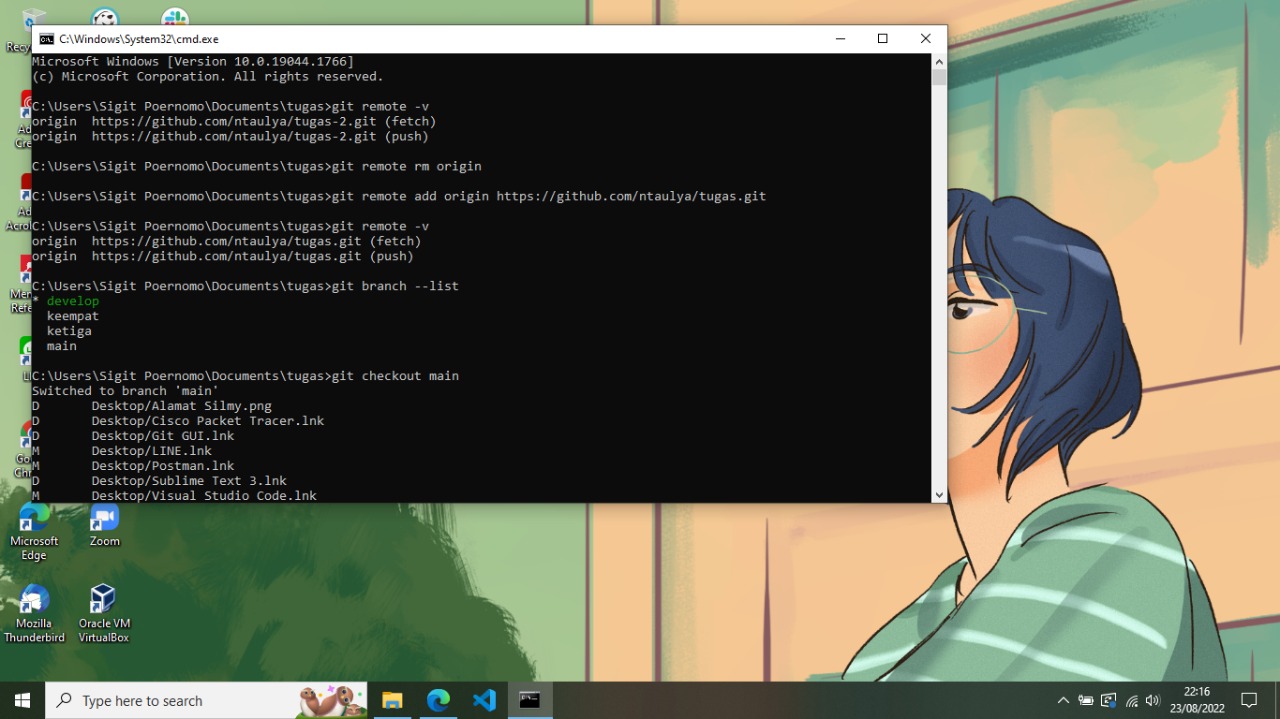 C:\Windows\System32\cmd.exe
Microsoft Windows [Version 10.0.19044.1766]
(c) Microsoft Corporation. All rights reserved.
C:\Users\Sigit Poernomo\Documents\tugas>git remote -v
origin  https://github.com/ntaulya/tugas-2.git (fetch)
origin  https://github.com/ntaulya/tugas-2.git (push)
C:\Users\Sigit Poernomo\Documents\tugas>git remote rm origin
C:\Users\Sigit Poernomo\Documents\tugas>git remote add origin https://github.com/ntaulya/tugas.git
C:\Users\Sigit Poernomo\Documents\tugas>git remote -v
origin  https://github.com/ntaulya/tugas.git (fetch)
origin  https://github.com/ntaulya/tugas.git (push)
C:\Users\Sigit Poernomo\Documents\tugas>git branch --list
* develop
keempat
ketiga
main
C:\Users\Sigit Poernomo\Documents\tugas>git checkout main
Switched to branch 'main'
D       Desktop/Alamat Silmy.png
D       Desktop/Cisco Packet Tracer.lnk
D       Desktop/Git GUI.lnk
M       Desktop/LINE.lnk
M       Desktop/Postman.lnk
D       Desktop/Sublime Text 3.lnk
M       Desktop/Visual Studio Code.lnk
Microsoft Edge
Zoom
Mozilla Thunderbird
Oracle VM VirtualBox
Type here to search
22:16
23/08/2022